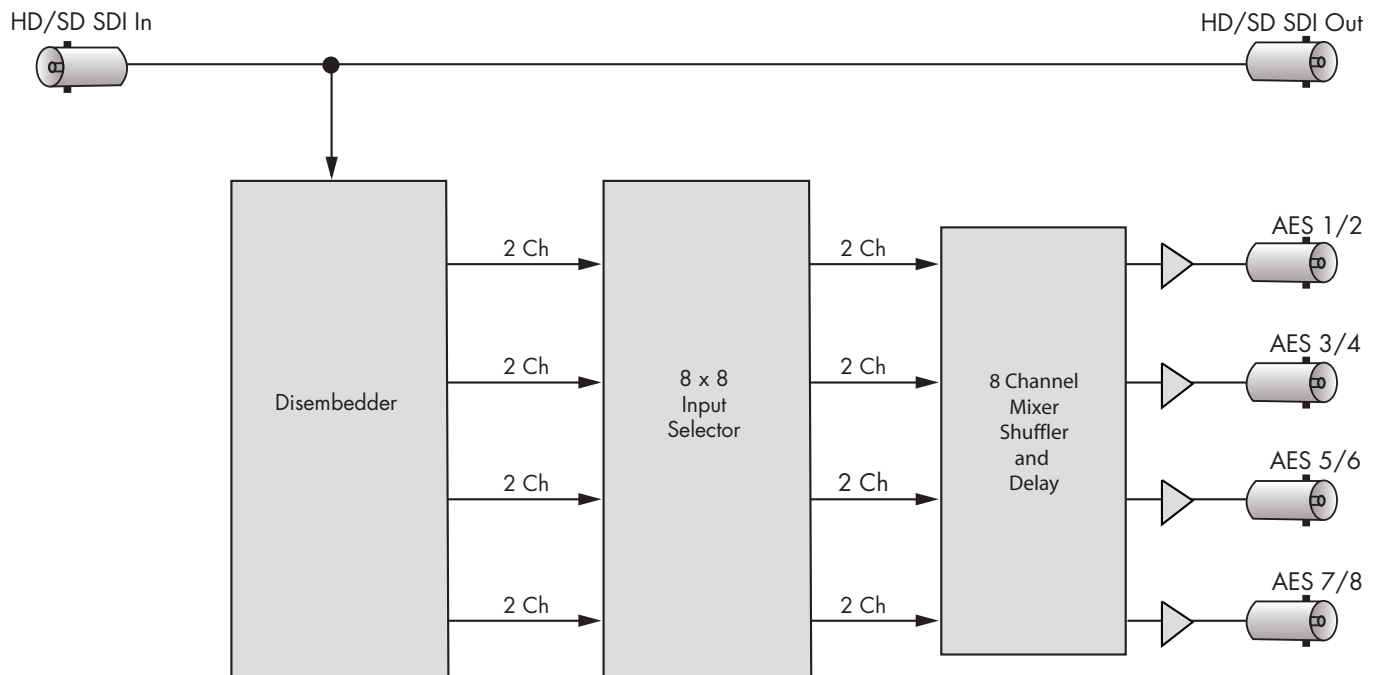 HD/SD SDI In
HD/SD SDI Out
2 Ch
2 Ch
AES 1/2
2 Ch
2 Ch
AES 3/4
Disembedder
8 x 8
Input
Selector
8 Channel
Mixer
Shuffler
and
Delay
2 Ch
2 Ch
AES 5/6
2 Ch
2 Ch
AES 7/8